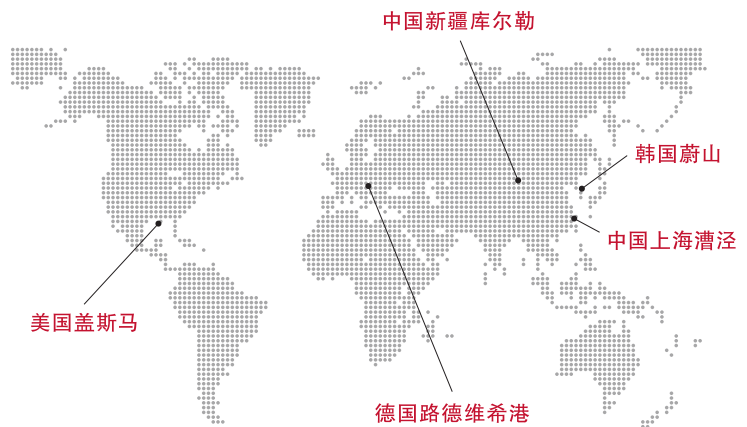 中国新疆库尔勒
韩国蔚山
中国上海漕泾
美国盖斯马
德国路德维希港